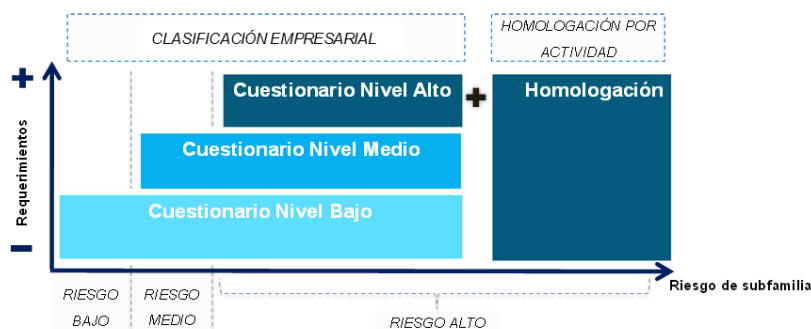 CLASIFICACIÓN EMPRESARIAL
HOMOLOGACIÓN POR
ACTIVIDAD
+
Cuestionario Nivel Alto
+
Homologación
Cuestionario Nivel Medio
Requerimientos
Cuestionario Nivel Bajo
–
Riesgo de subfamilia
RIESGO
BAJO
RIESGO
MEDIO
RIESGO ALTO